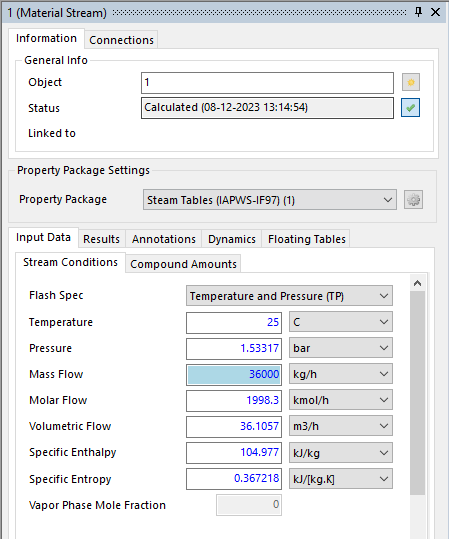 1 (Material Stream)
Information Connections
General Info
Object 1
Status Calculated (08-12-2023 13:14:54)
Linked to
Property Package Settings
Property Package Steam Tables (IAPWS-IF97) (1)
Input Data Results Annotations Dynamics Floating Tables
Stream Conditions Compound Amounts
Flash Spec Temperature and Pressure (TP)
Temperature 25 C
Pressure 1.53317 bar
Mass Flow 36000 kg/h
Molar Flow 1998.3 kmol/h
Volumetric Flow 36.1057 m3/h
Specific Enthalpy 104.977 kJ/kg
Specific Entropy 0.367218 kJ/[kg.K]
Vapor Phase Mole Fraction 0